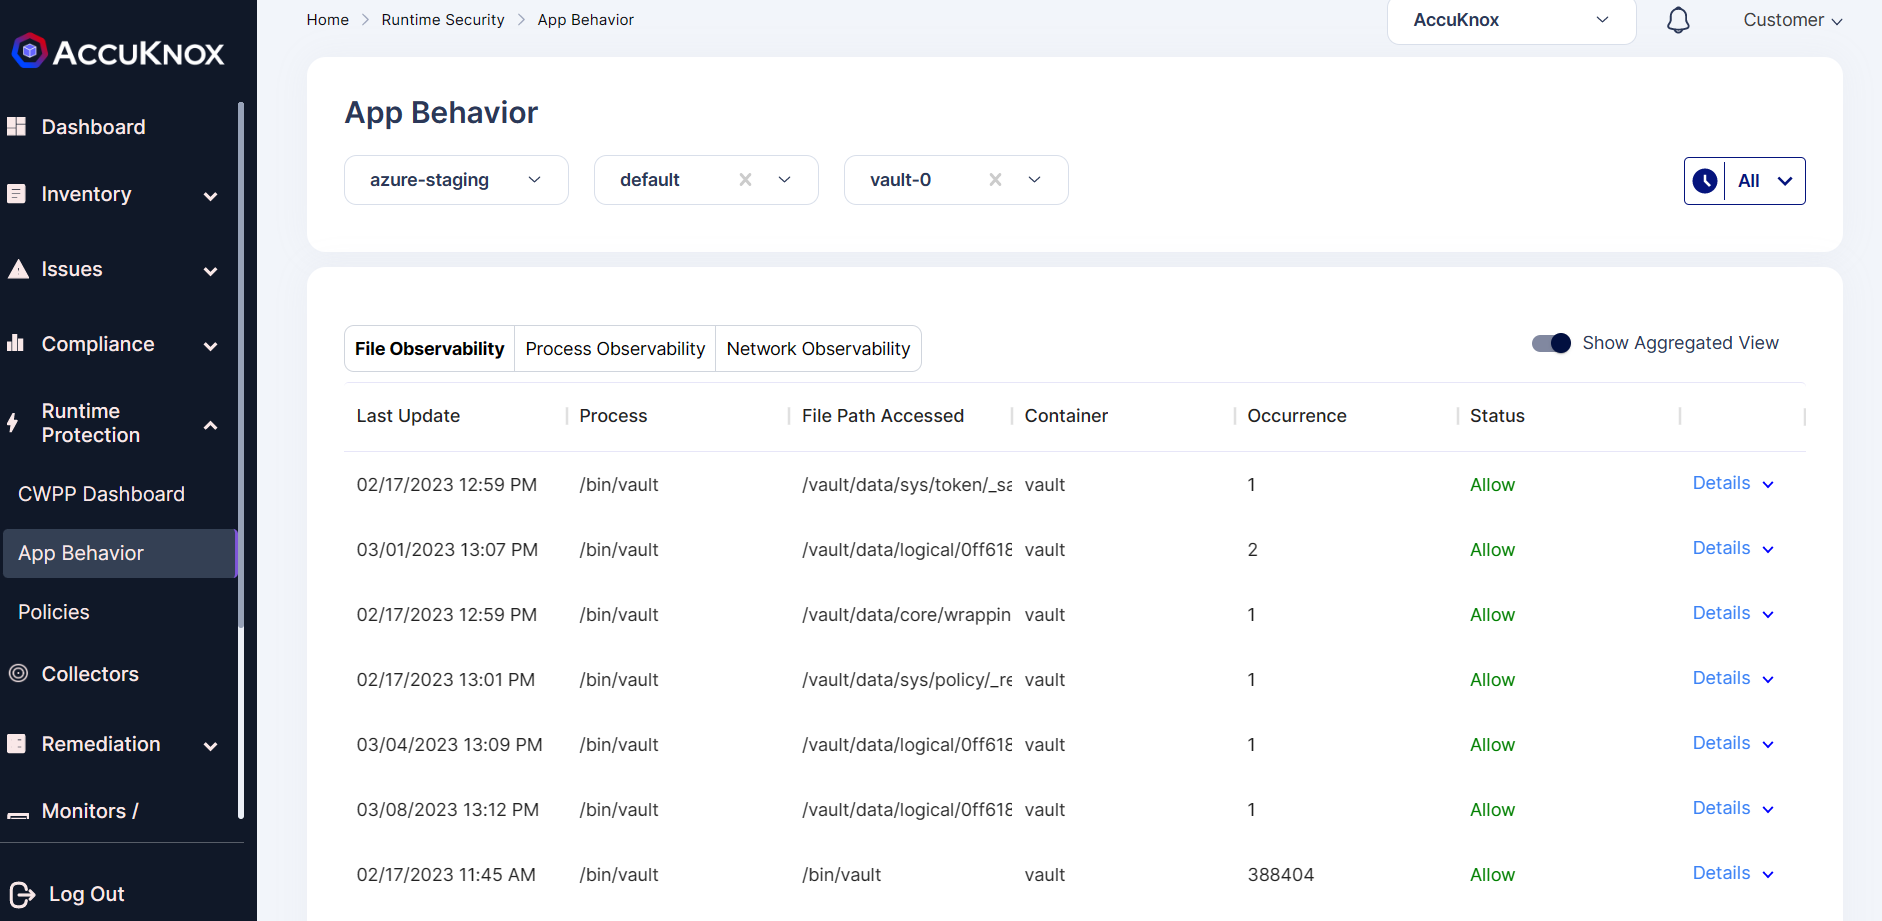 Home > Runtime Security > App Behavior
AccuKnox
Customer
ACCUKNOX
Dashboard
Inventory
Issues
Compliance
Runtime
Protection
CWPP Dashboard
App Behavior
Policies
Collectors
Remediation
Monitors /
Log Out
App Behavior
azure-staging
default
vault-0
All
File Observability Process Observability Network Observability
Show Aggregated View
Last Update Process File Path Accessed Container Occurrence Status
02/17/2023 12:59 PM /bin/vault /vault/data/sys/token/_sa vault 1 Allow Details
03/01/2023 13:07 PM /bin/vault /vault/data/logical/0ff618 vault 2 Allow Details
02/17/2023 12:59 PM /bin/vault /vault/data/core/wrappin vault 1 Allow Details
02/17/2023 13:01 PM /bin/vault /vault/data/sys/policy/_re vault 1 Allow Details
03/04/2023 13:09 PM /bin/vault /vault/data/logical/0ff618 vault 1 Allow Details
03/08/2023 13:12 PM /bin/vault /vault/data/logical/0ff618 vault 1 Allow Details
02/17/2023 11:45 AM /bin/vault /bin/vault vault 388404 Allow Details